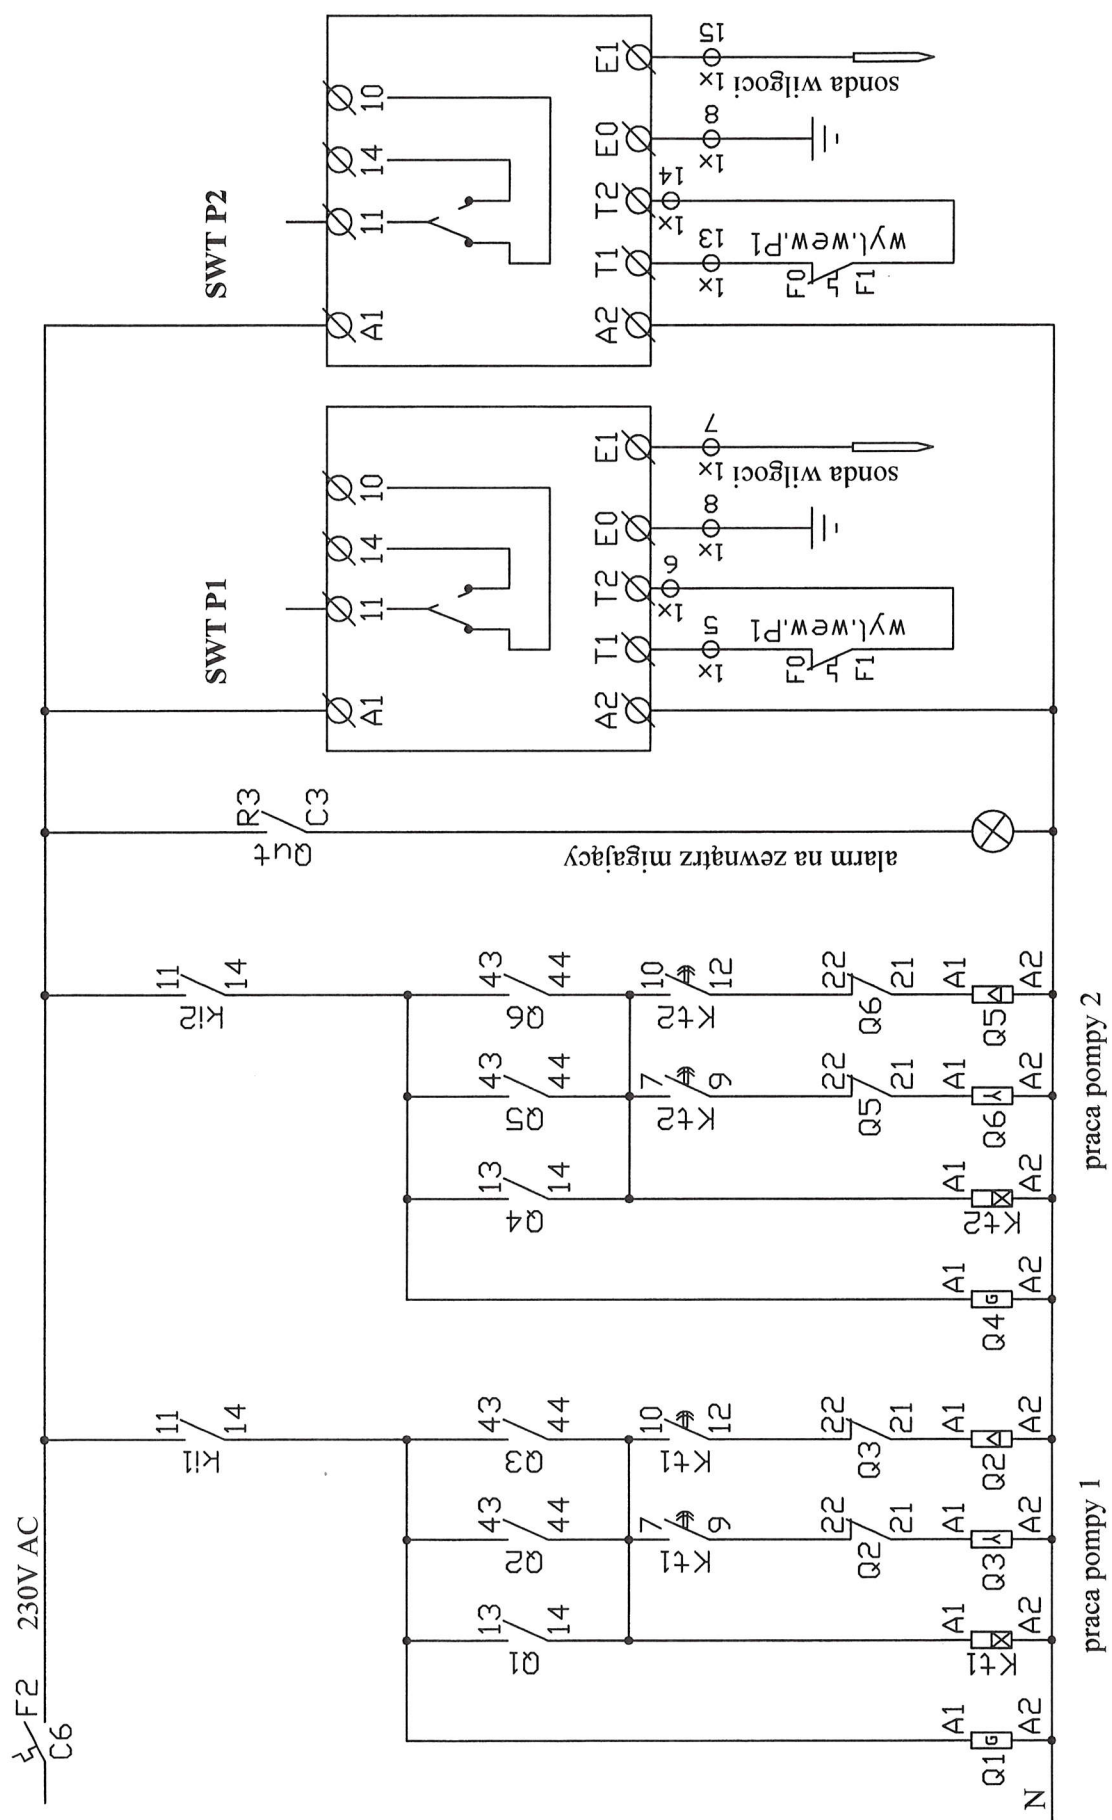 F2
C6
230V AC
N
Q1
G
A1
A2
Q1
13
14
Kt1
A1
A2
Q2
43
44
Kt1
7
9
Q2
22
21
Q3
Y
A1
A2
Ki1
11
14
Q3
43
44
Kt1
10
12
Q3
22
21
Q2
A1
A2
praca pompy 1
Q4
G
A1
A2
Q4
13
14
Kt2
A1
A2
Q5
43
44
Kt2
7
9
Q5
22
21
Q6
Y
A1
A2
Ki2
11
14
Q6
43
44
Kt2
10
12
Q6
22
21
Q5
A1
A2
praca pompy 2
Qut
R3
C3
alarm na zewnątrz migający
SWT P1
A1
11
14
10
A2
T1
T2
E0
E1
1x
5
1x
6
1x
8
1x
7
F0
F1
wyl.wew.P1
sonda wilgoci
SWT P2
A1
11
14
10
A2
T1
T2
E0
E1
1x
13
1x
14
1x
8
1x
15
F0
F1
wyl.wew.P1
sonda wilgoci